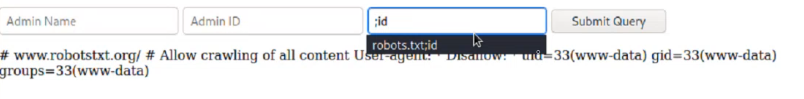 Admin Name Admin ID ;id Submit Query
robots.txt;id
# www.robotstxt.org/ # Allow crawling of all content User-agent: * Disallow: * uid=33(www-data) gid=33(www-data)
groups=33(www-data)